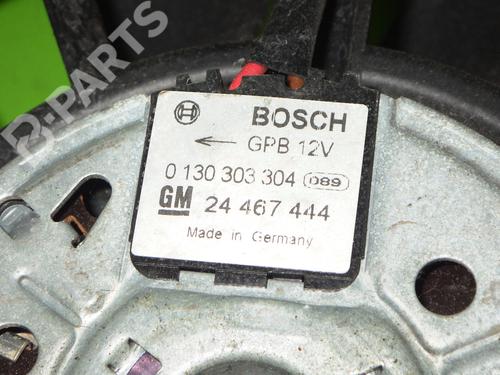 B-PARTS
BOSCH
← GPB 12V
0 130 303 304 089
GM 24 467 444
Made in Germany